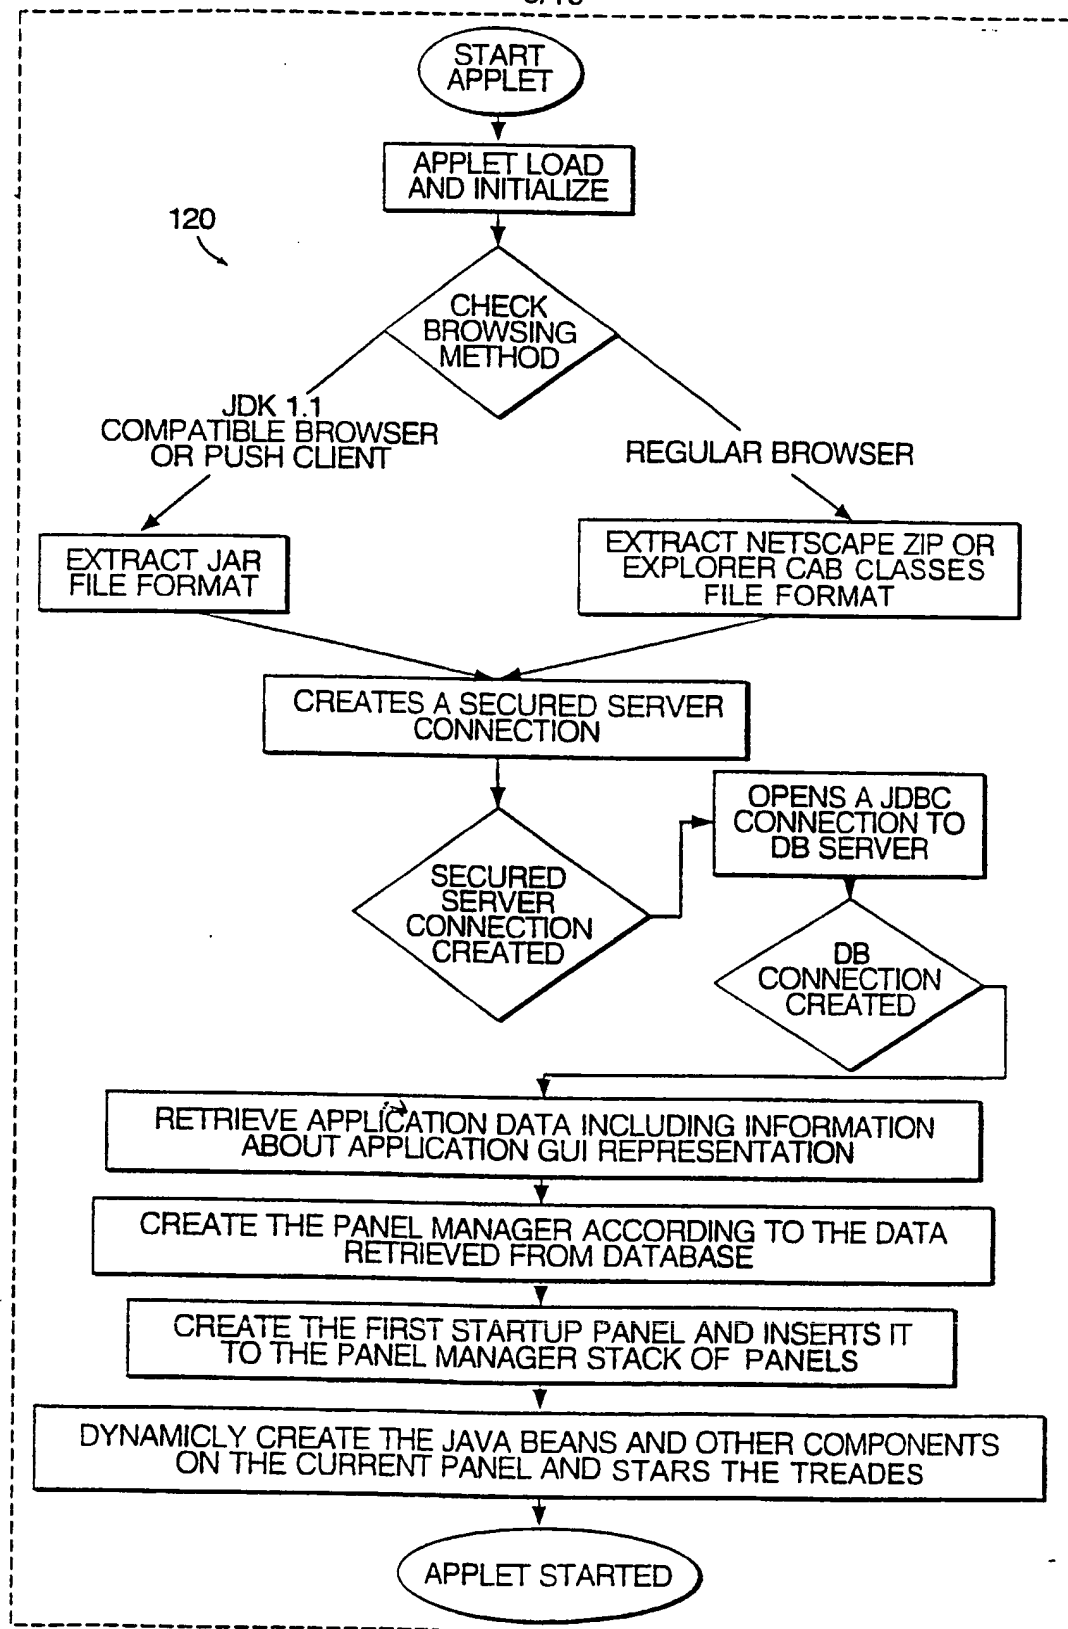 START
APPLET
APPLET LOAD
AND INITIALIZE
120
CHECK
BROWSING
METHOD
JDK 1.1
COMPATIBLE BROWSER
OR PUSH CLIENT
REGULAR BROWSER
EXTRACT JAR
FILE FORMAT
EXTRACT NETSCAPE ZIP OR
EXPLORER CAB CLASSES
FILE FORMAT
CREATES A SECURED SERVER
CONNECTION
OPENS A JDBC
CONNECTION TO
DB SERVER
SECURED
SERVER
CONNECTION
CREATED
DB
CONNECTION
CREATED
RETRIEVE APPLICATION DATA INCLUDING INFORMATION
ABOUT APPLICATION GUI REPRESENTATION
CREATE THE PANEL MANAGER ACCORDING TO THE DATA
RETRIEVED FROM DATABASE
CREATE THE FIRST STARTUP PANEL AND INSERTS IT
TO THE PANEL MANAGER STACK OF PANELS
DYNAMICLY CREATE THE JAVA BEANS AND OTHER COMPONENTS
ON THE CURRENT PANEL AND STARS THE TREADES
APPLET STARTED